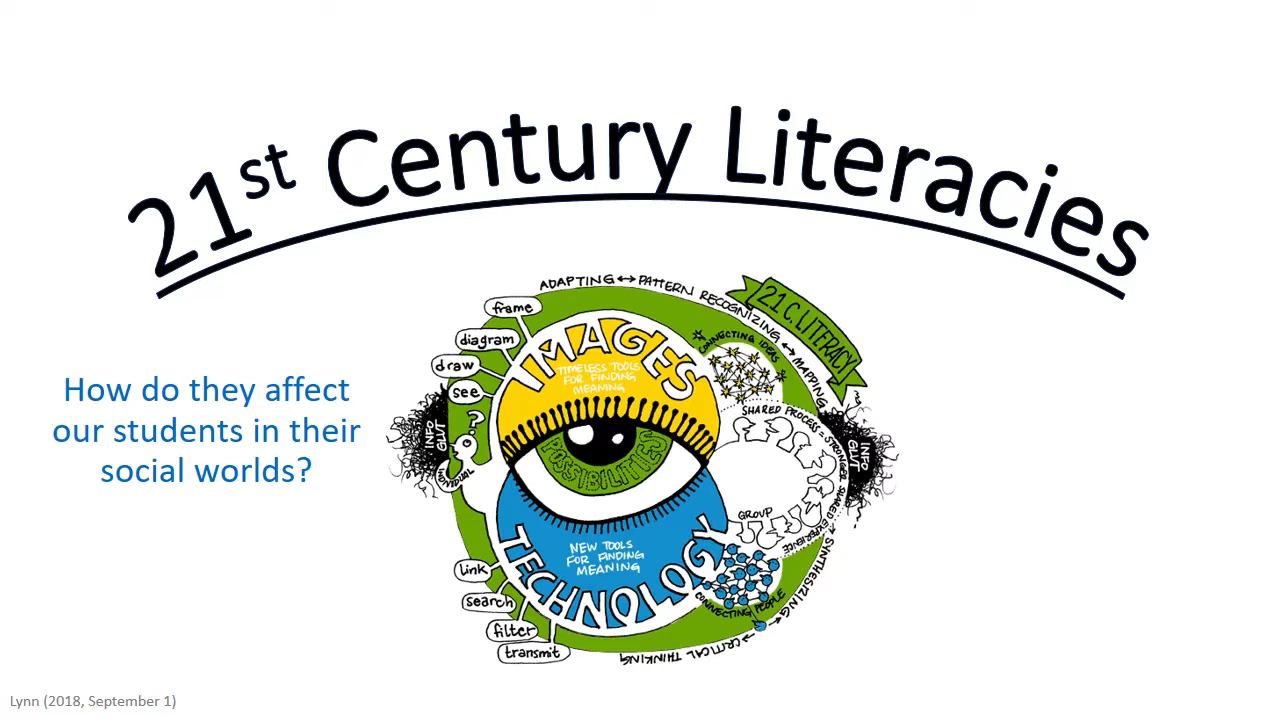 21st Century Literacies
How do they affect
our students in their
social worlds?
ADAPTING ↔ PATTERN RECOGNIZING ↔ MAPPING
21 C. LITERACY
frame
diagram
draw
see
IMAGES
TIMELESS TOOLS
FOR FINDING
MEANING
CONNECTING IDEAS
INFO
GLUT
?
INDIVIDUAL
POSSIBILITIES
SHARED PROCESS = STRONGER SHARED EXPERIENCE
INFO
GLUT
GROUP
TECHNOLOGY
NEW TOOLS
FOR FINDING
MEANING
link
search
filter
transmit
CONNECTING PEOPLE
CRITICAL THINKING ↔ SYNTHESIZING
Lynn (2018, September 1)